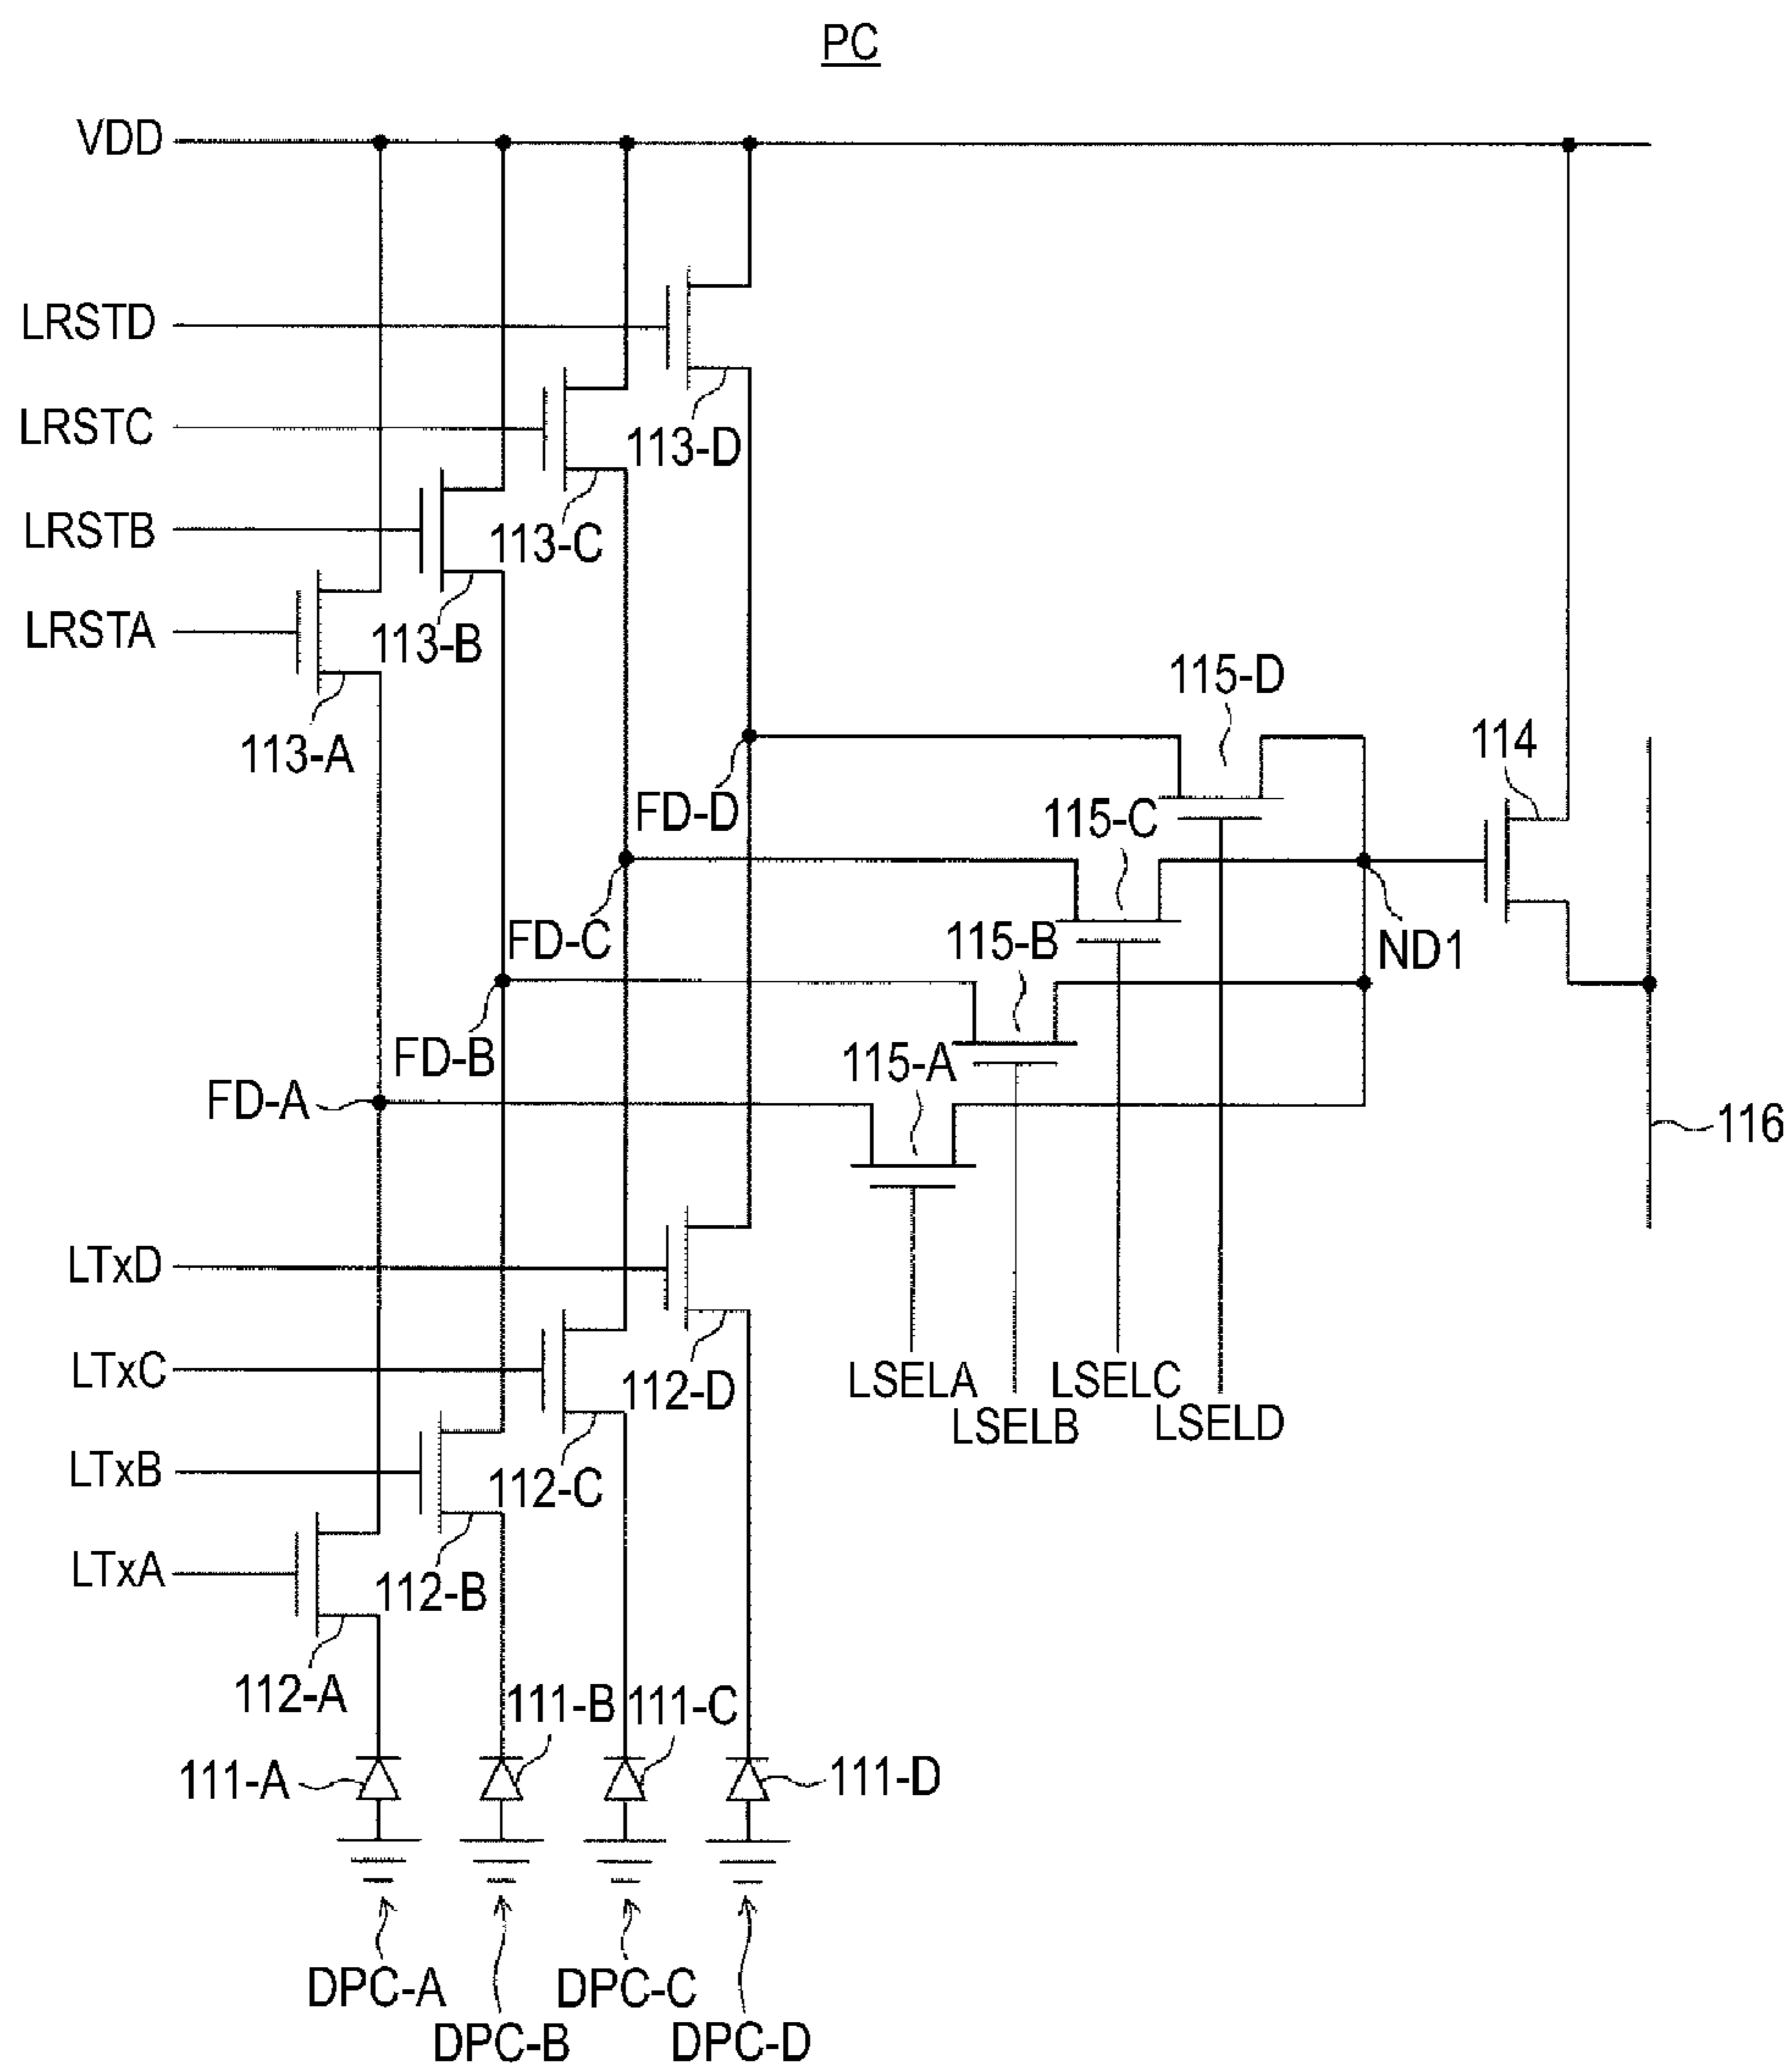 PC
VDD
LRSTD
LRSTC
113-D
LRSTB
113-C
LRSTA
113-B
113-A
115-D
114
FD-D
115-C
FD-C
115-B
ND1
FD-B
115-A
FD-A
116
LTxD
LTxC
112-D
LSELA
LSELC
LSELB
LSELD
LTxB
112-C
LTxA
112-B
112-A
111-B
111-C
111-A
111-D
DPC-A
DPC-C
DPC-B
DPC-D